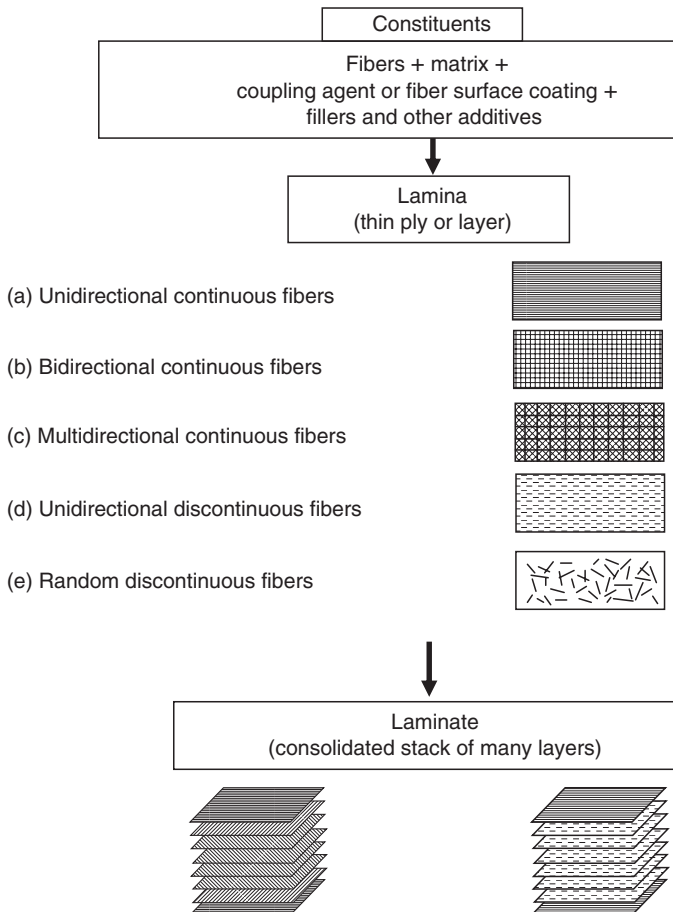 Constituents
Fibers + matrix +
coupling agent or fiber surface coating +
fillers and other additives
Lamina
(thin ply or layer)
(a) Unidirectional continuous fibers
(b) Bidirectional continuous fibers
(c) Multidirectional continuous fibers
(d) Unidirectional discontinuous fibers
(e) Random discontinuous fibers
Laminate
(consolidated stack of many layers)